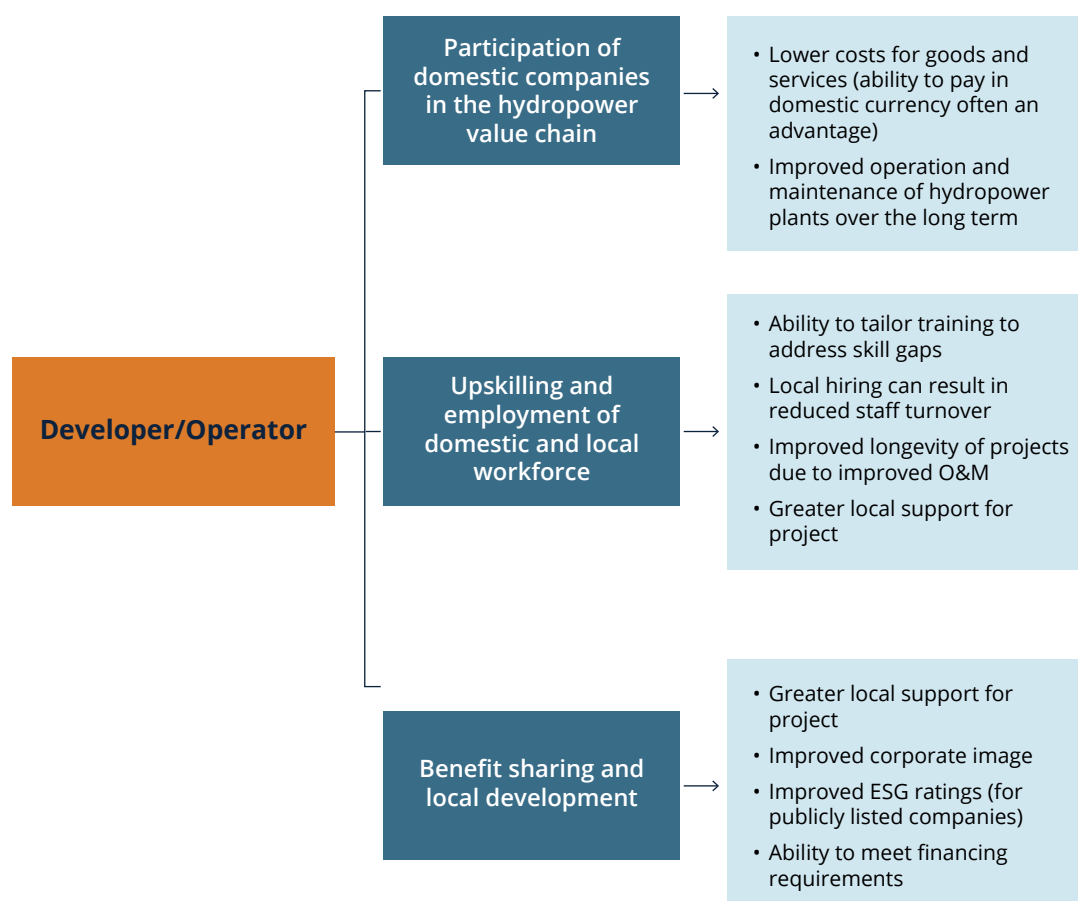 Participation of
domestic companies
in the hydropower
value chain
• Lower costs for goods and
services (ability to pay in
domestic currency often an
advantage)
• Improved operation and
maintenance of hydropower
plants over the long term
Developer/Operator
Upskilling and
employment of
domestic and local
workforce
• Ability to tailor training to
address skill gaps
• Local hiring can result in
reduced staff turnover
• Improved longevity of projects
due to improved O&M
• Greater local support for
project
Benefit sharing and
local development
• Greater local support for
project
• Improved corporate image
• Improved ESG ratings (for
publicly listed companies)
• Ability to meet financing
requirements